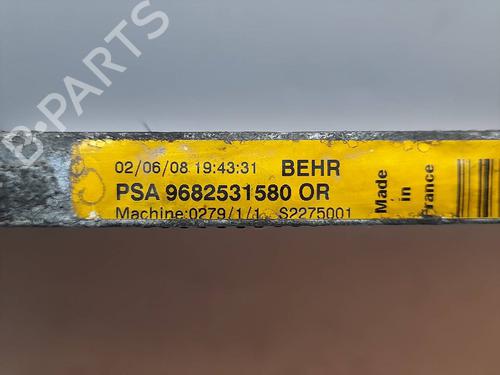 B-PARTS
02/06/08 19:43:31 BEHR
PSA 9682531580 OR
Machine:0279/1/1 S2275001
Made
in
France